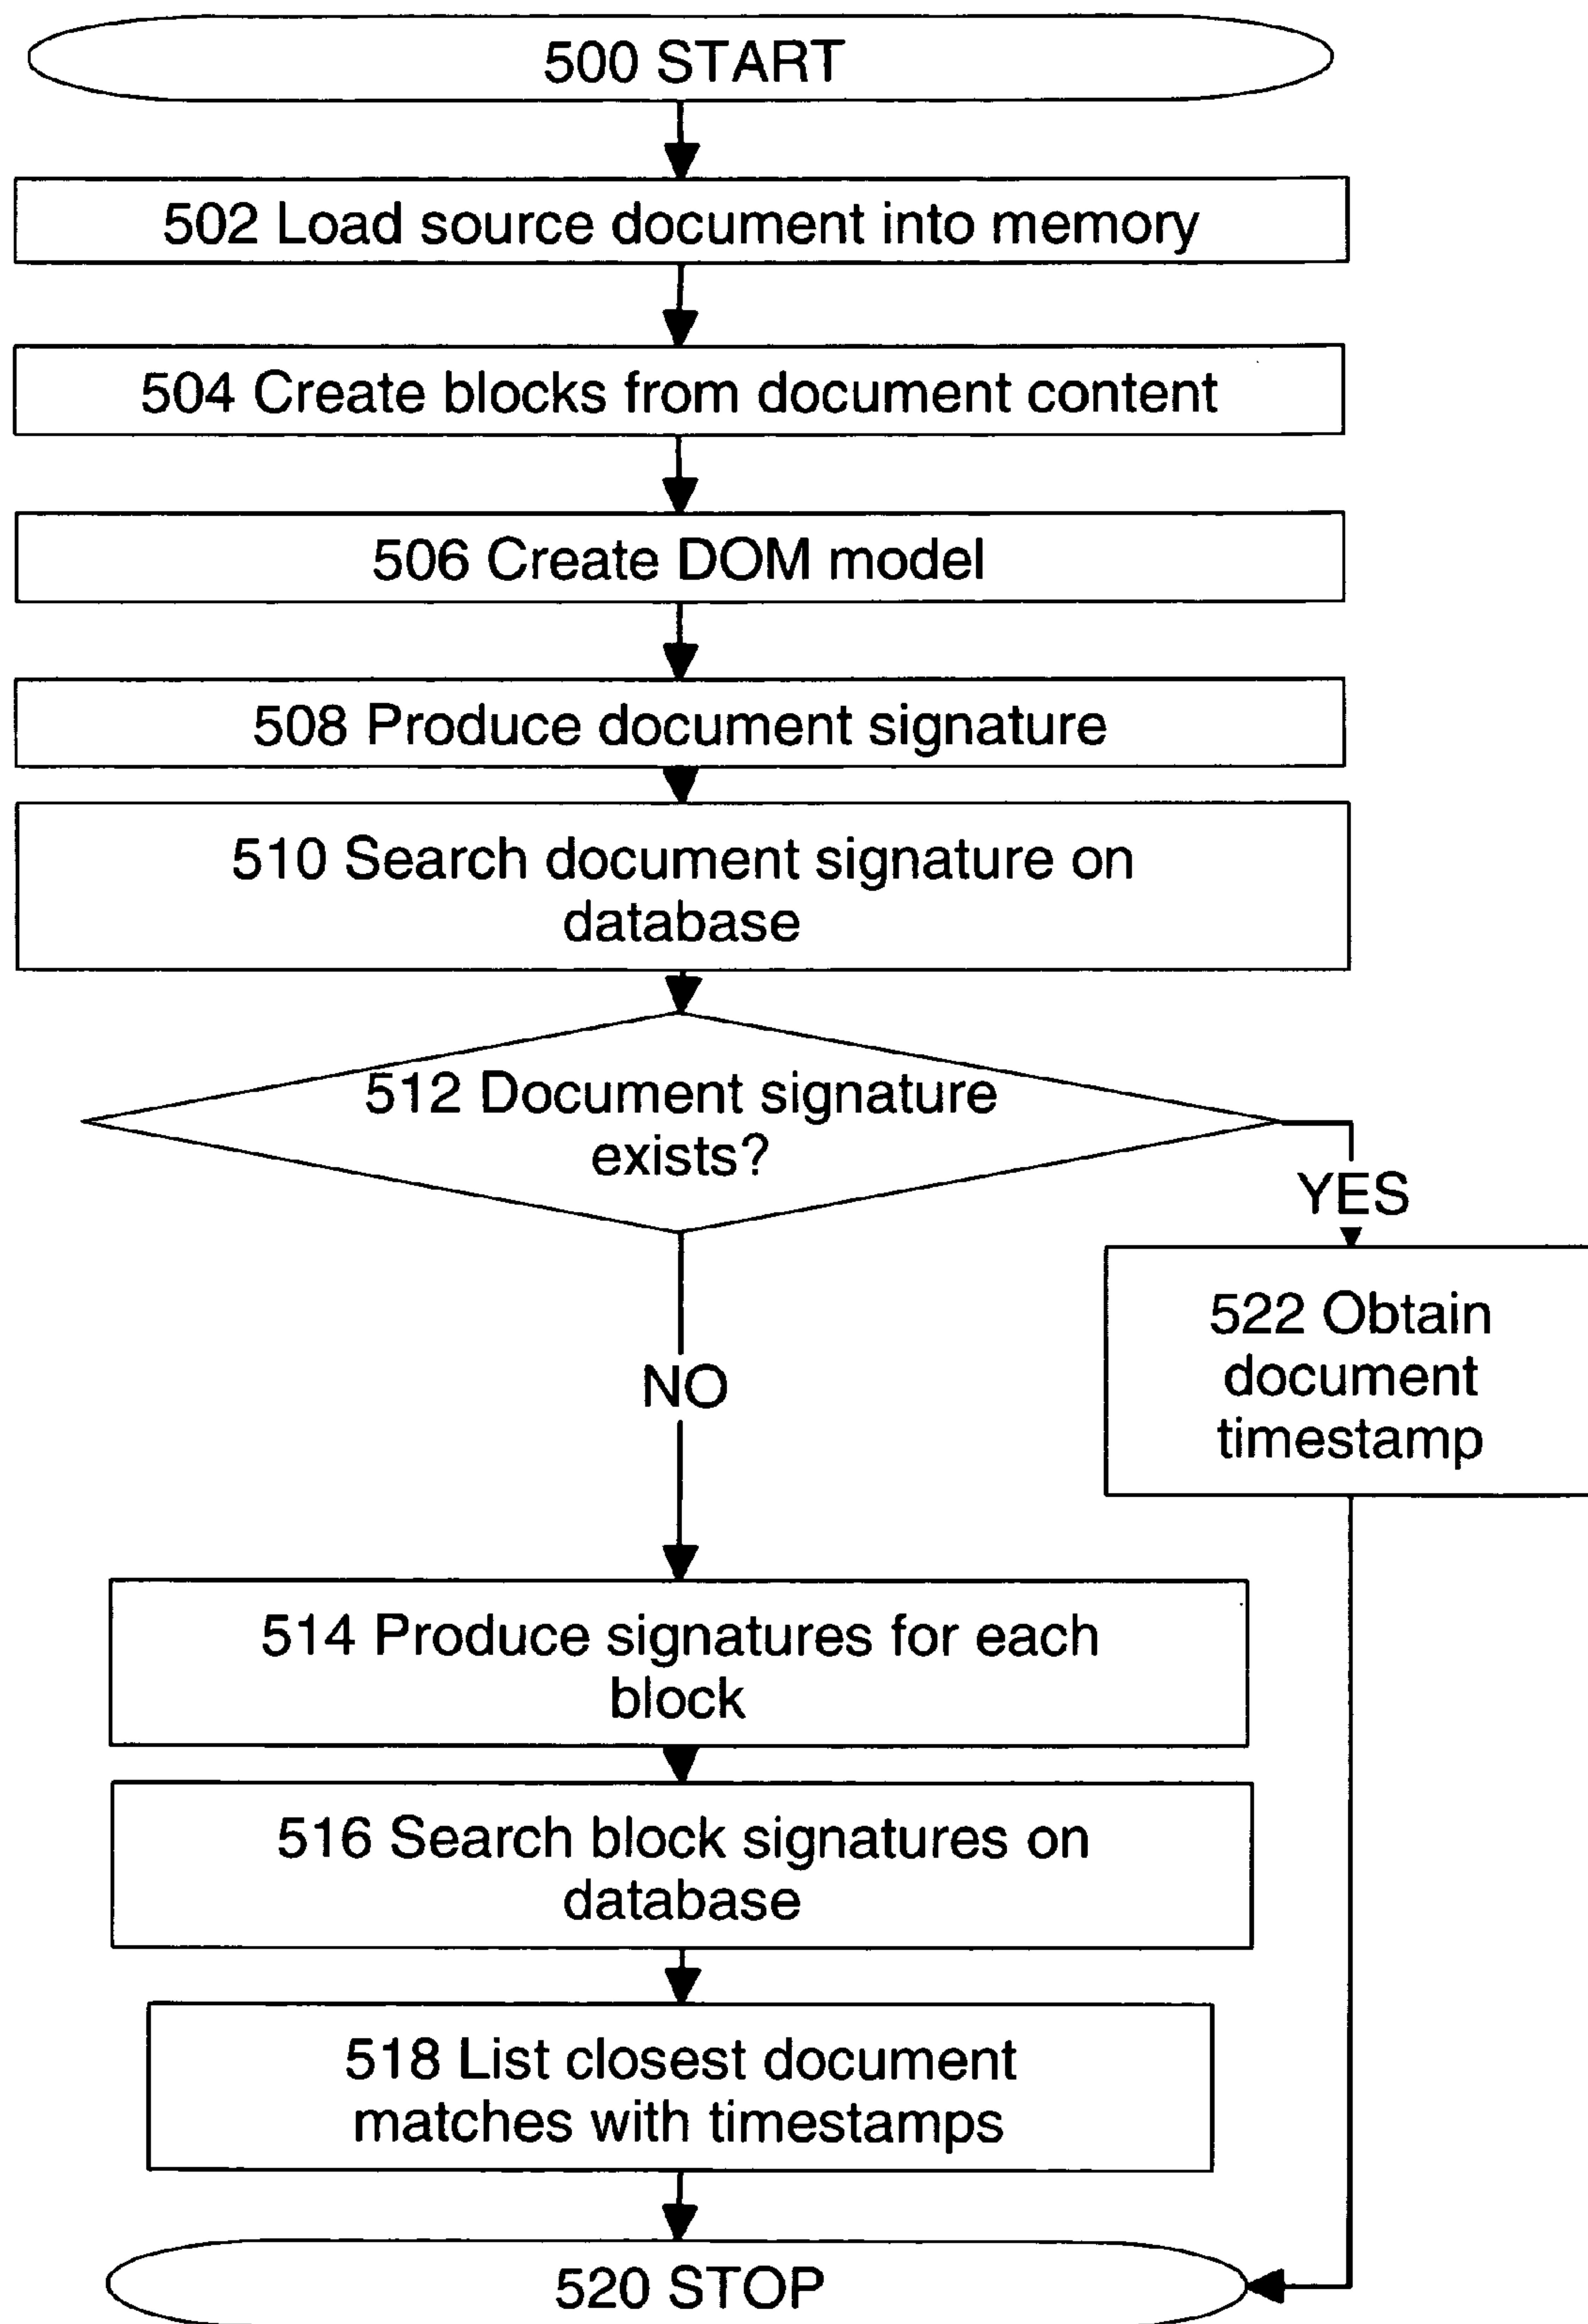 500 START
502 Load source document into memory
504 Create blocks from document content
506 Create DOM model
508 Produce document signature
510 Search document signature on
database
512 Document signature
exists?
YES
522 Obtain
document
timestamp
NO
514 Produce signatures for each
block
516 Search block signatures on
database
518 List closest document
matches with timestamps
520 STOP